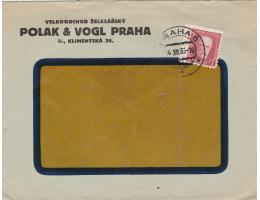 VELKOOBCHOD ŽELEZÁŘSKÝ
POLAK & VOGL PRAHA
II., KLIMENTSKÁ 36.
PRAHA